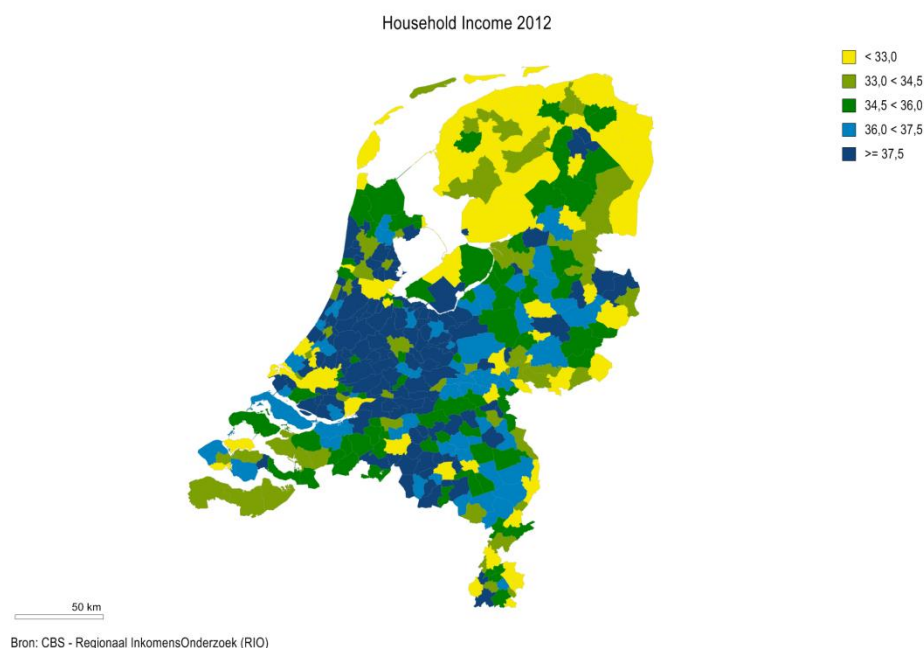 Household Income 2012
< 33,0
33,0 < 34,5
34,5 < 36,0
36,0 < 37,5
>= 37,5
50 km
Bron: CBS - Regionaal InkomensOnderzoek (RIO)